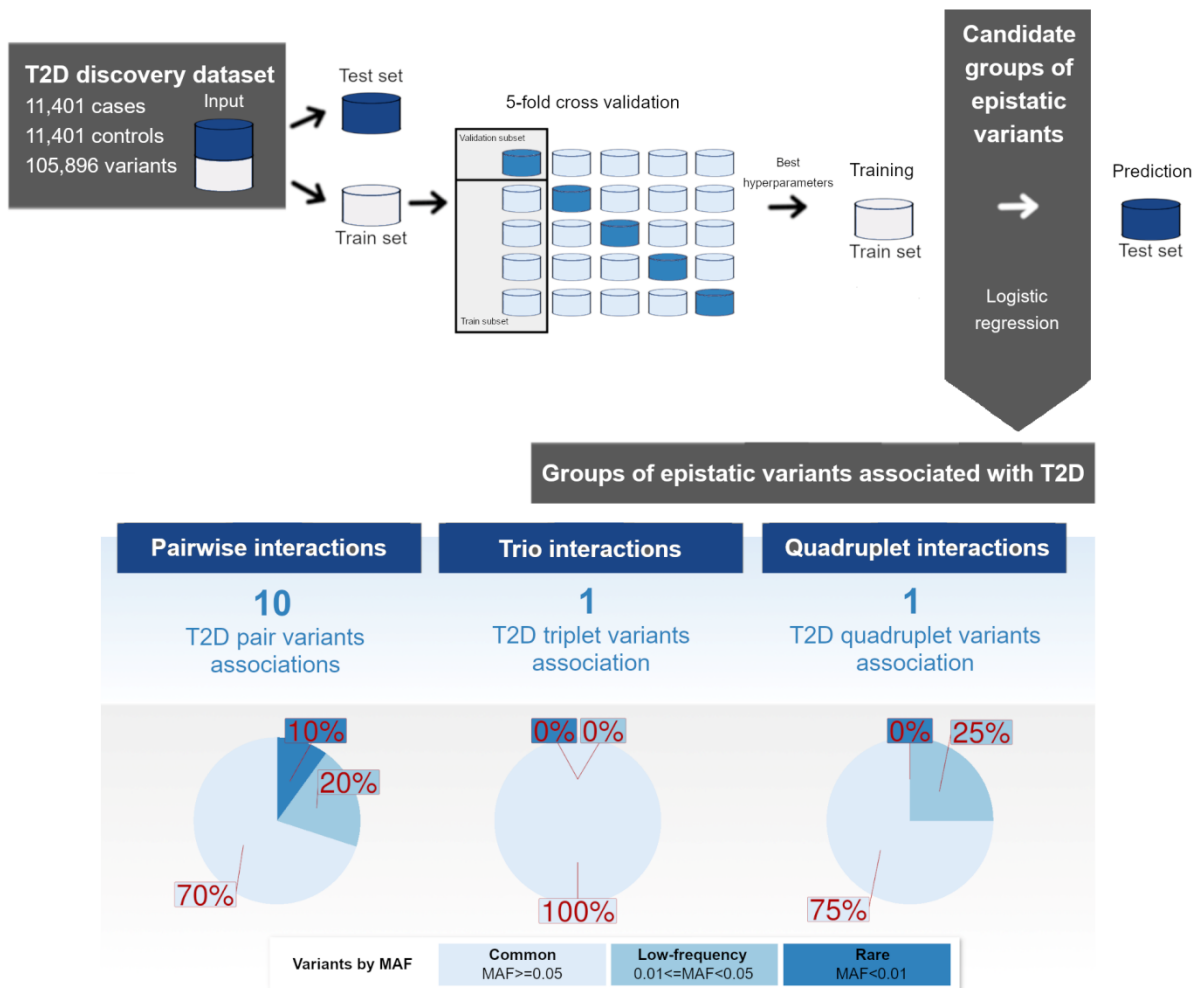 T2D discovery dataset
11,401 cases
11,401 controls
105,896 variants
Input
Test set
Train set
5-fold cross validation
Validation subset
Train subset
Best
hyperparameters
Training
Train set
Candidate
groups of
epistatic
variants
Logistic
regression
Prediction
Test set
Groups of epistatic variants associated with T2D
Pairwise interactions
10
T2D pair variants
associations
Trio interactions
1
T2D triplet variants
association
Quadruplet interactions
1
T2D quadruplet variants
association
10%
20%
70%
0%
0%
100%
0%
25%
75%
Variants by MAF
Common
MAF>=0.05
Low-frequency
0.01<=MAF<0.05
Rare
MAF<0.01